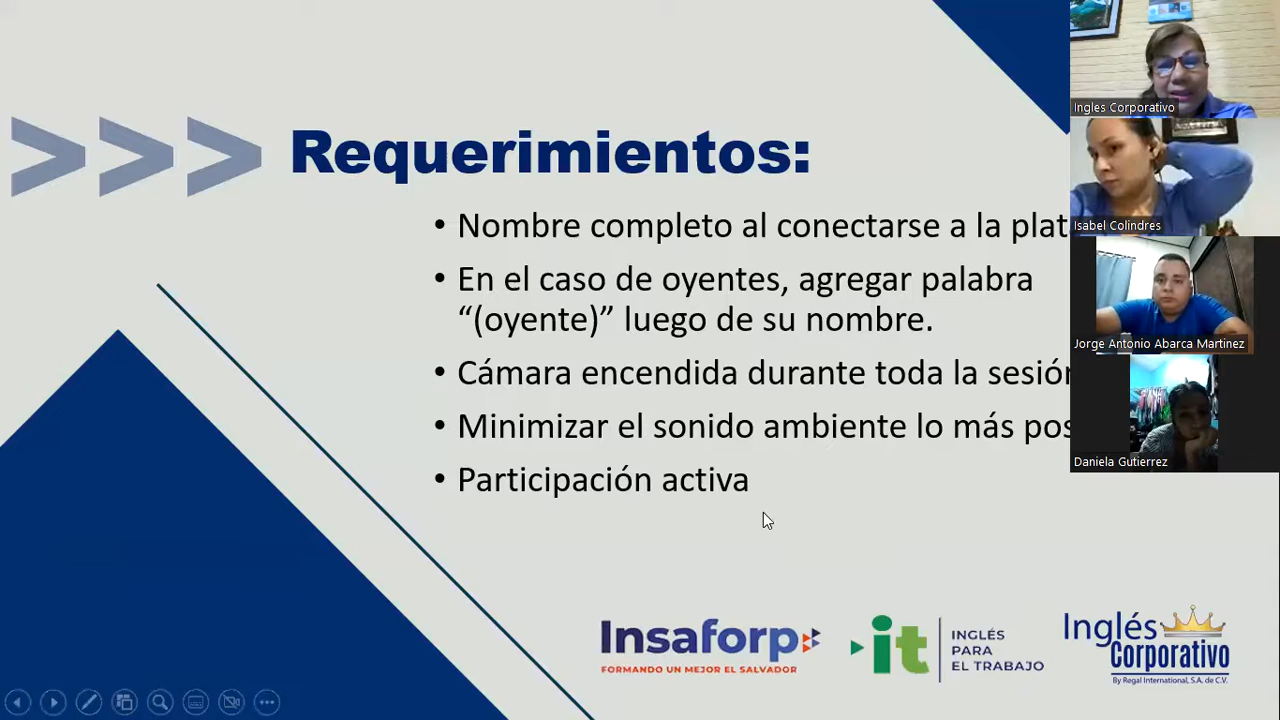 Requerimientos:
• Nombre completo al conectarse a la plat
• En el caso de oyentes, agregar palabra
“(oyente)” luego de su nombre.
• Cámara encendida durante toda la sesión
• Minimizar el sonido ambiente lo más pos
• Participación activa
Ingles Corporativo
Isabel Colindres
Jorge Antonio Abarca Martinez
Daniela Gutierrez
Insaforp
FORMANDO UN MEJOR EL SALVADOR
it
INGLÉS
PARA
EL TRABAJO
Inglés
Corporativo
By Regal International, S.A. de C.V.